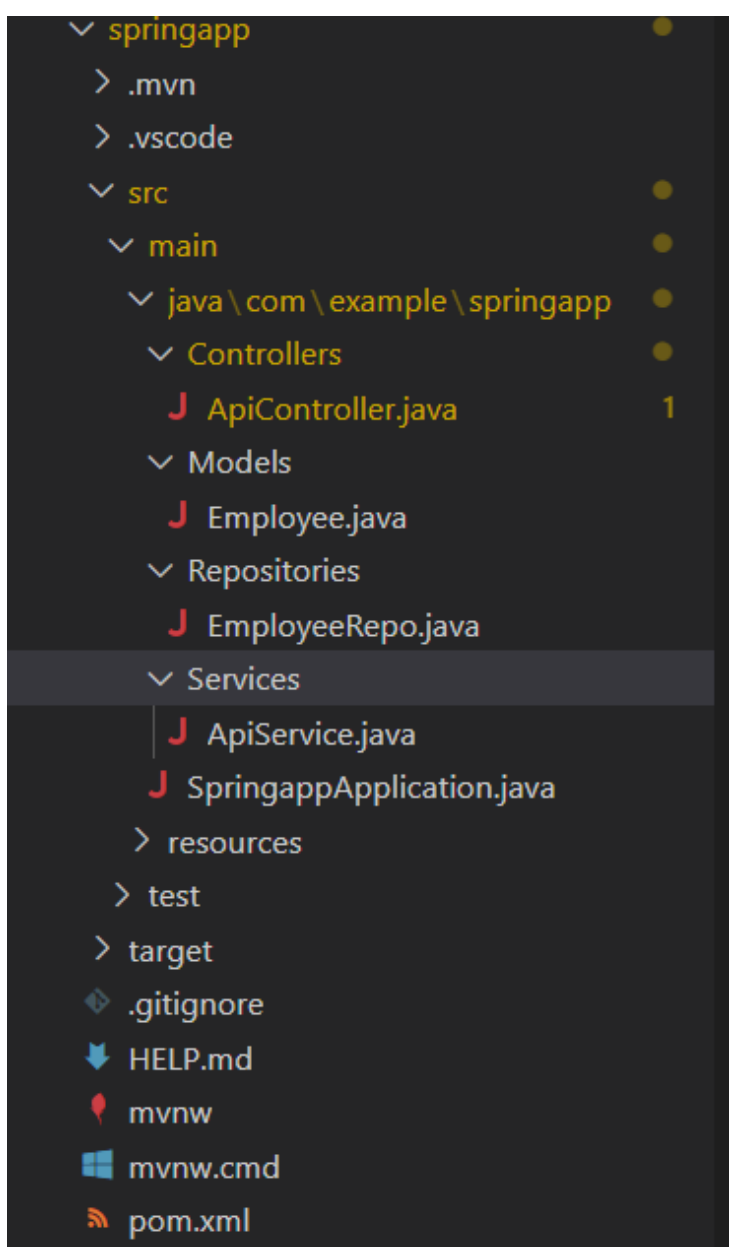 springapp
.mvn
.vscode
src
main
java\com\example\springapp
Controllers
ApiController.java 1
Models
Employee.java
Repositories
EmployeeRepo.java
Services
ApiService.java
SpringappApplication.java
resources
test
target
.gitignore
HELP.md
mvnw
mvnw.cmd
pom.xml